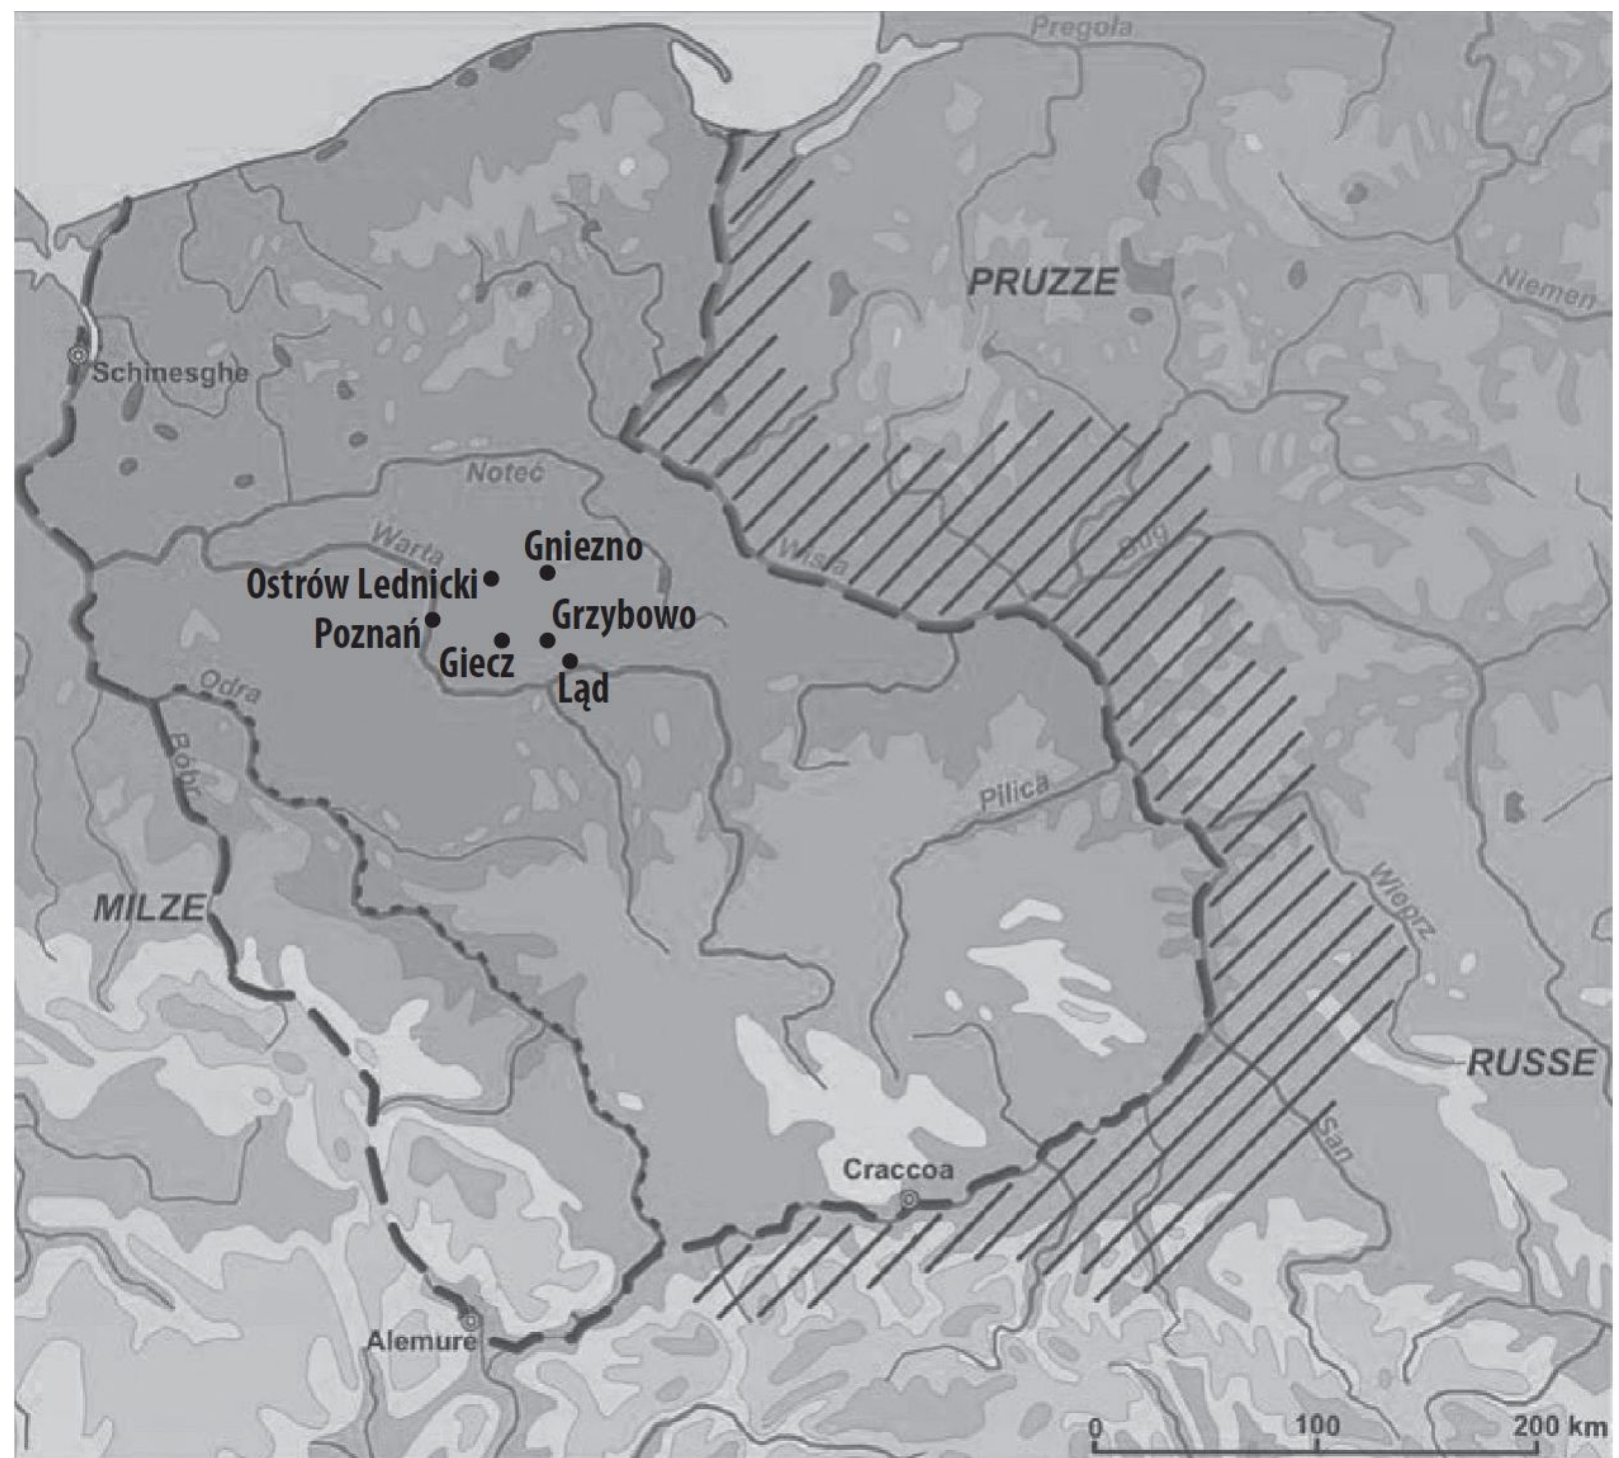 Pregoła
PRUZZE
Niemen
Schinesghe
Noteć
Warta
Gniezno
Wisła
Bug
Ostrów Lednicki
Grzybowo
Poznań
Giecz
Ląd
Odra
Bóbr
Pilica
MILZE
Wieprz
RUSSE
San
Craccoa
Alemure
0 100 200 km